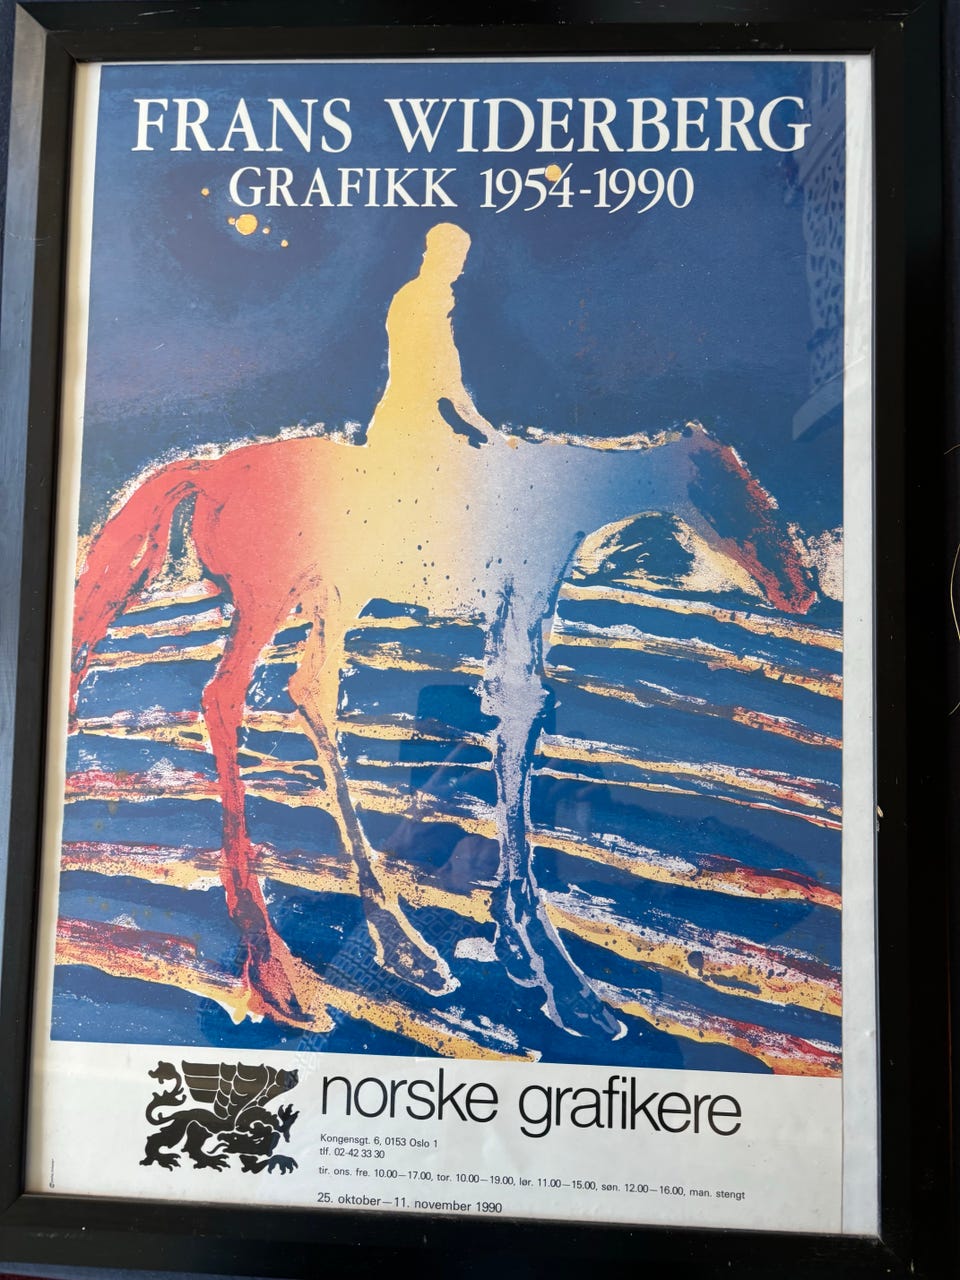 FRANS WIDERBERG
GRAFIKK 1954-1990
norske grafikere
Kongensgt. 6, 0153 Oslo 1
tlf. 02-42 33 30
tir. ons. fre. 10.00—17.00, tor. 10.00—19.00, lør. 11.00—15.00, søn. 12.00—16.00, man. stengt
25. oktober—11. november 1990